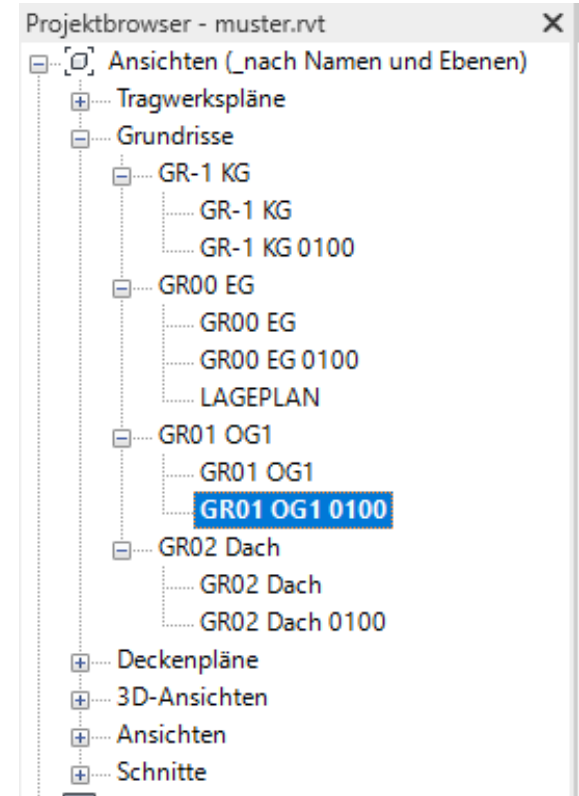 Projektbrowser - muster.rvt
Ansichten (_nach Namen und Ebenen)
Tragwerkspläne
Grundrisse
GR-1 KG
GR-1 KG
GR-1 KG 0100
GR00 EG
GR00 EG
GR00 EG 0100
LAGEPLAN
GR01 OG1
GR01 OG1
GR01 OG1 0100
GR02 Dach
GR02 Dach
GR02 Dach 0100
Deckenpläne
3D-Ansichten
Ansichten
Schnitte